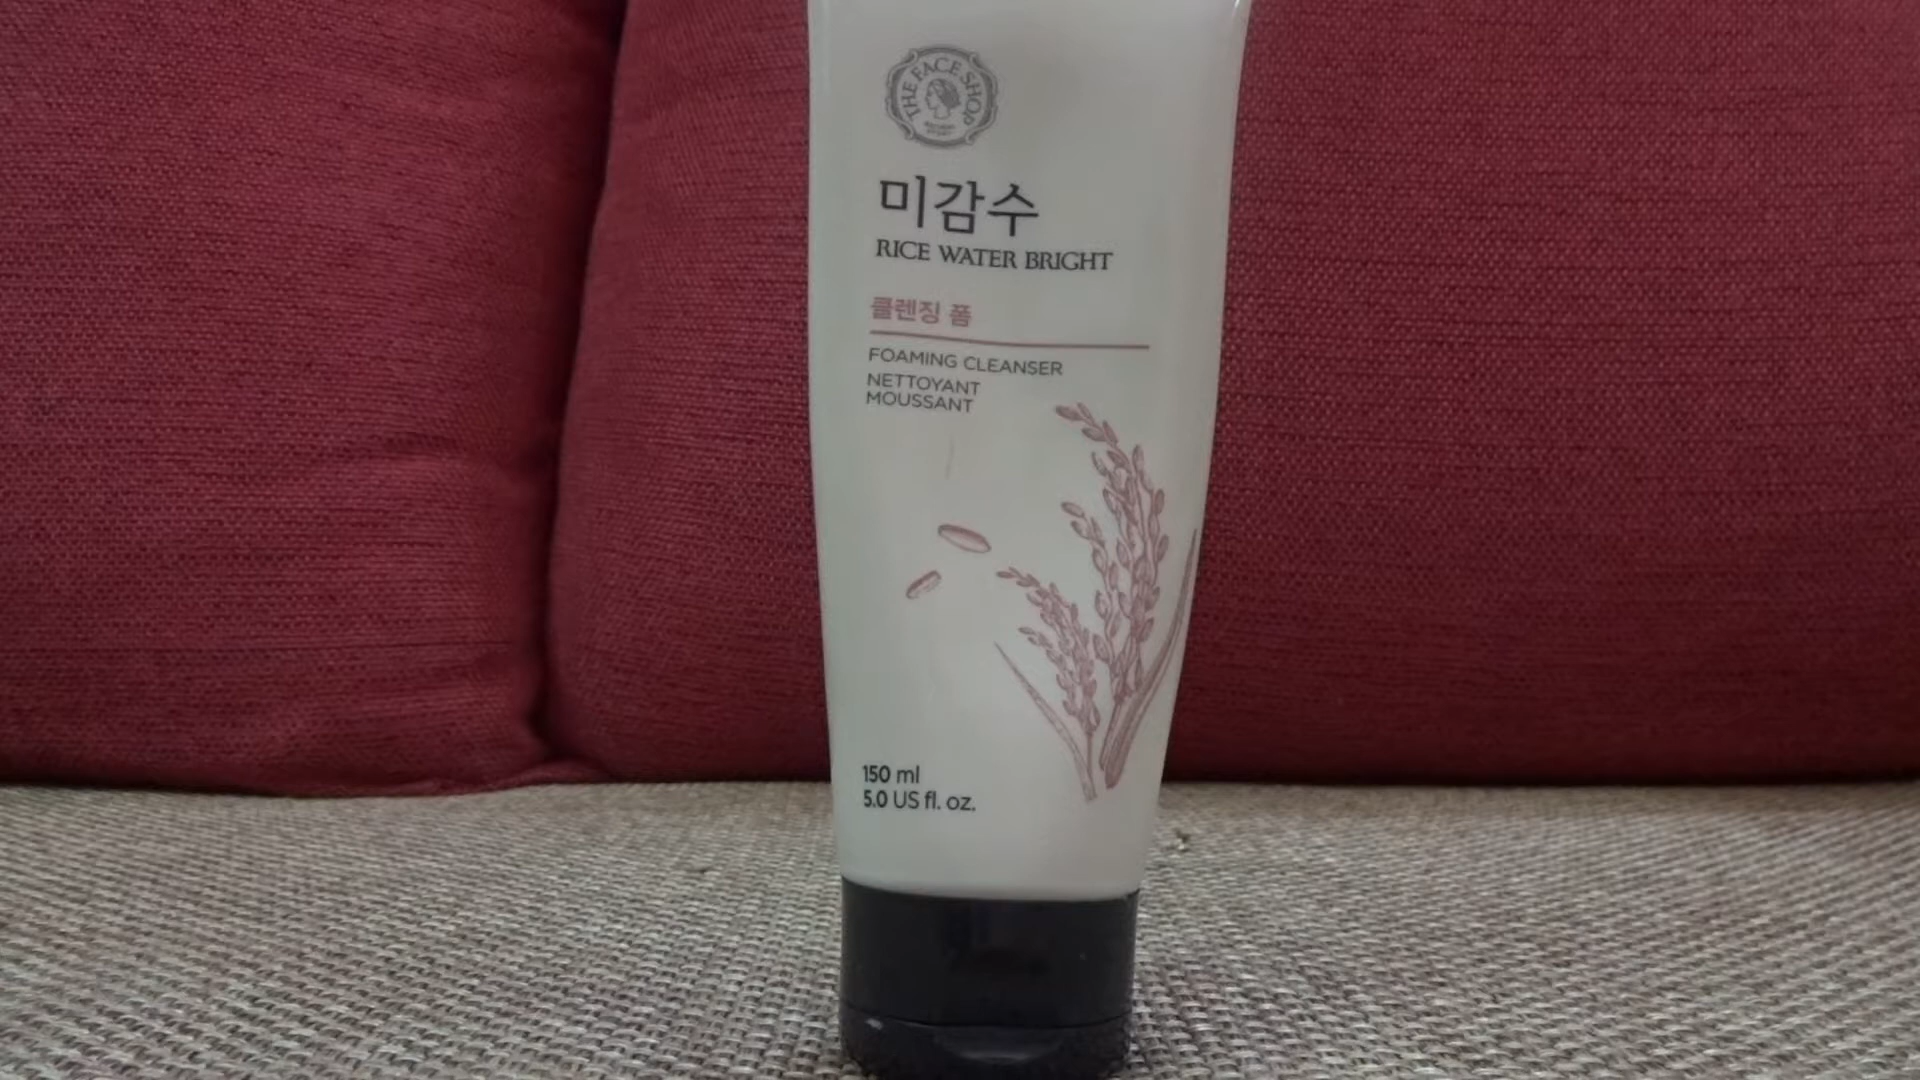 THE FACE SHOP
미감수
RICE WATER BRIGHT
클렌징 폼
FOAMING CLEANSER
NETTOYANT
MOUSSANT
150 ml
5.0 US fl. oz.